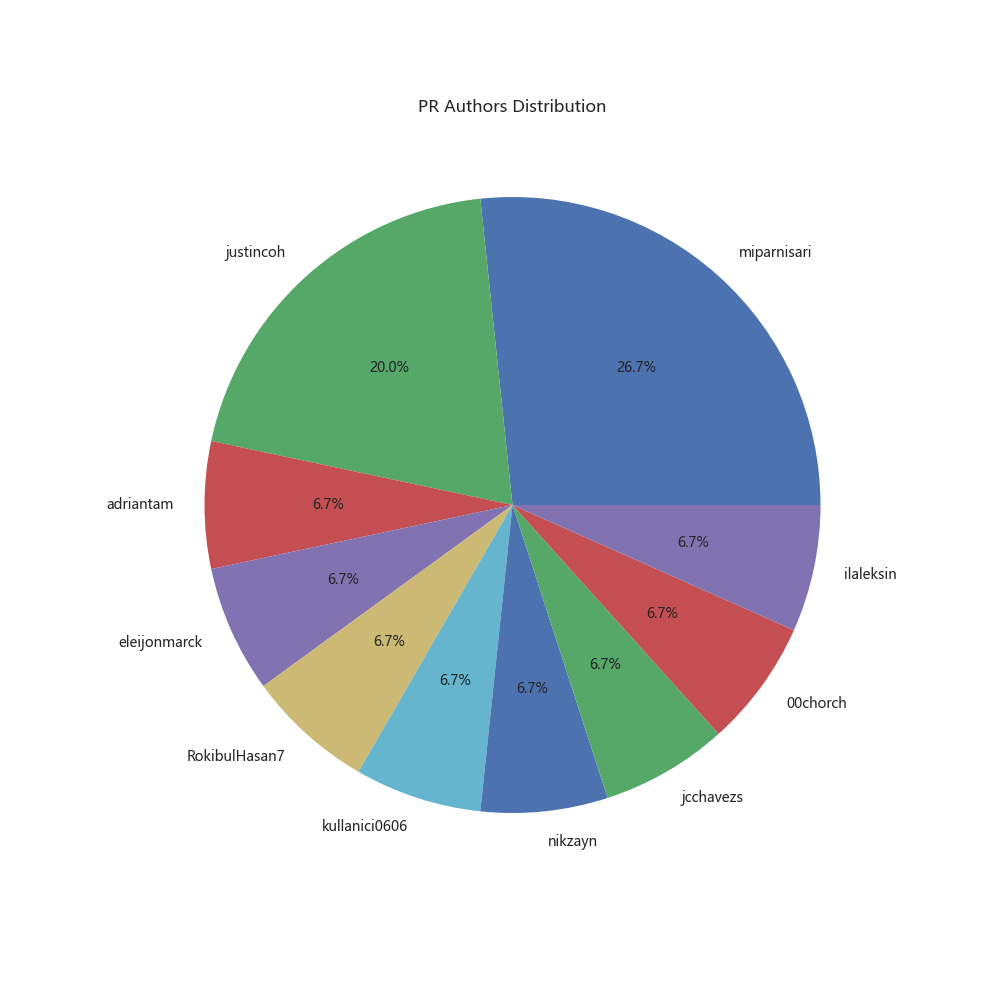 PR Authors Distribution
miparnisari
26.7%
justincoh
20.0%
adriantam
6.7%
eleijonmarck
6.7%
RokibulHasan7
6.7%
kullanici0606
6.7%
nikzayn
6.7%
jcchavezs
6.7%
00chorch
6.7%
ilaleksin
6.7%